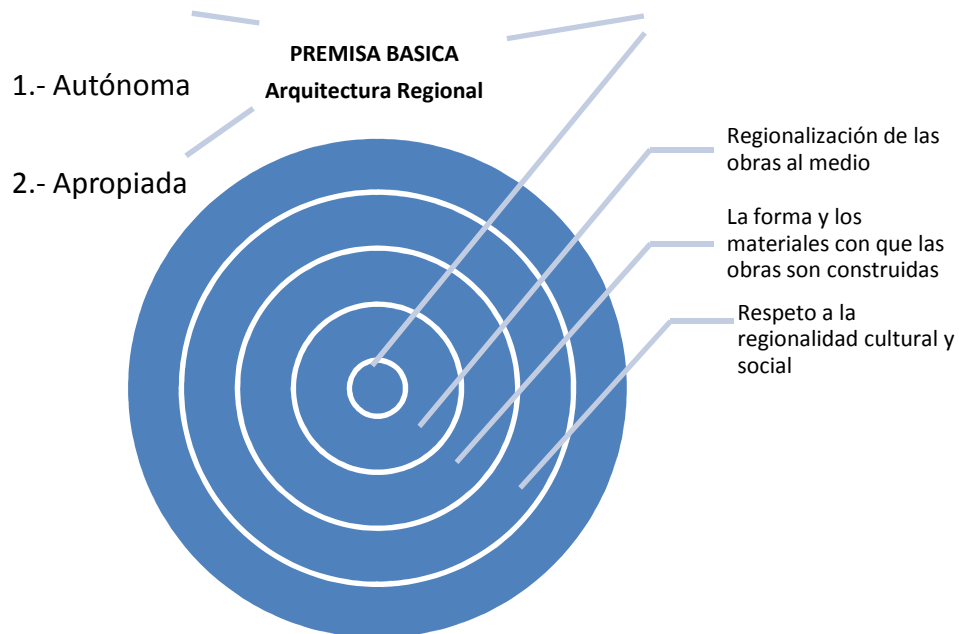 PREMISA BASICA
Arquitectura Regional
1.- Autónoma
2.- Apropiada
Regionalización de las
obras al medio
La forma y los
materiales con que las
obras son construidas
Respeto a la
regionalidad cultural y
social